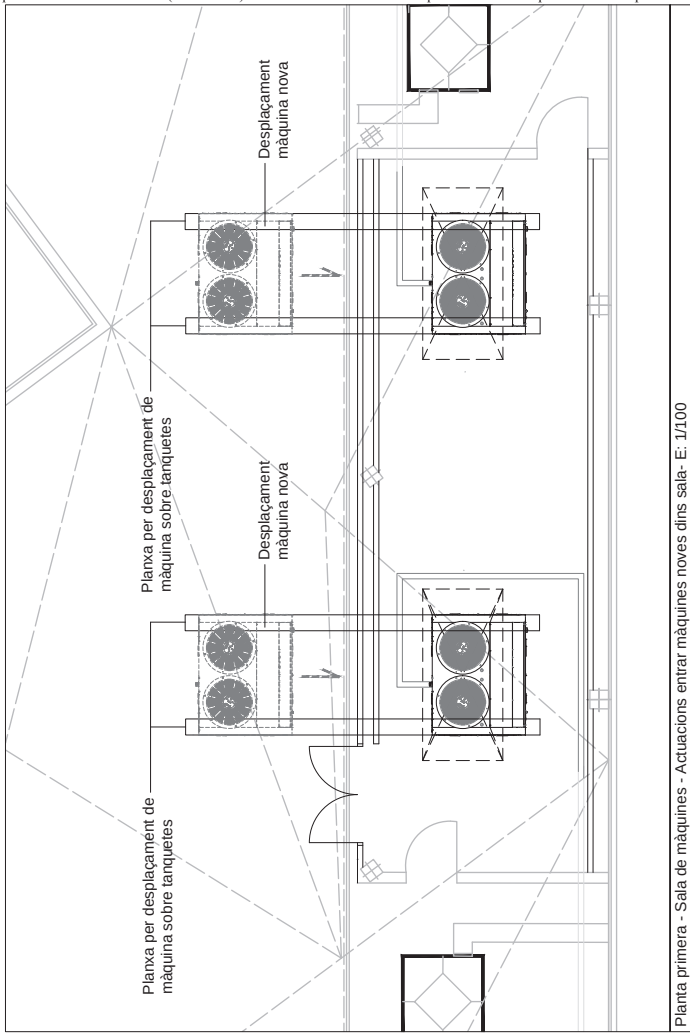 Planxa per desplaçament de
màquina sobre tanquetes
Desplaçament
màquina nova
Planxa per desplaçament de
màquina sobre tanquetes
Desplaçament
màquina nova
Planta primera - Sala de màquines - Actuacions entrar màquines noves dins sala- E: 1/100